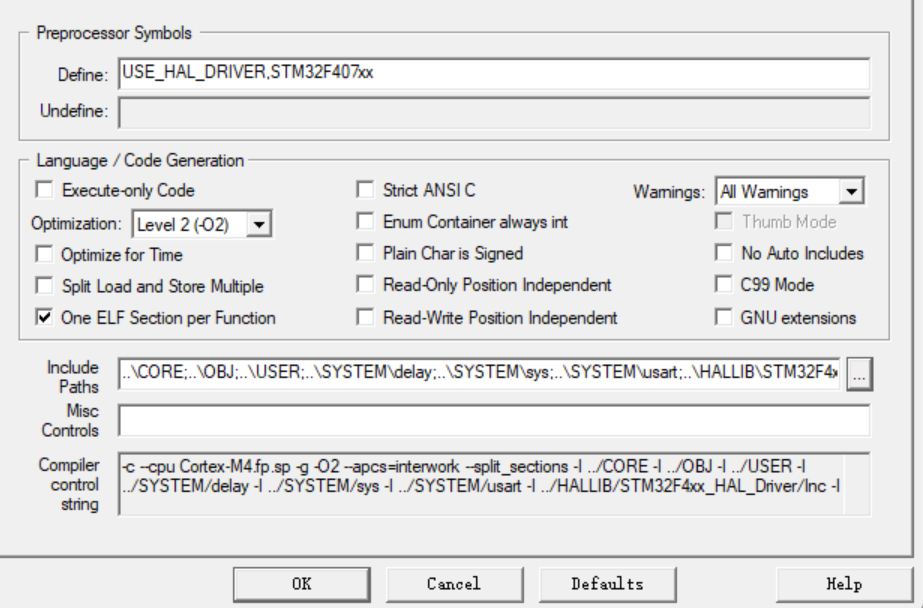 Preprocessor Symbols
Define: USE_HAL_DRIVER,STM32F407xx
Undefine:
Language / Code Generation
Execute-only Code Strict ANSI C Warnings: All Warnings
Optimization: Level 2 (-O2) Enum Container always int Thumb Mode
Optimize for Time Plain Char is Signed No Auto Includes
Split Load and Store Multiple Read-Only Position Independent C99 Mode
One ELF Section per Function Read-Write Position Independent GNU extensions
Include Paths ..\CORE;..\OBJ;..\USER;..\SYSTEM\delay;..\SYSTEM\sys;..\SYSTEM\usart;..\HALLIB\STM32F4x ...
Misc Controls
Compiler control string -c --cpu Cortex-M4.fp.sp -g -O2 --apcs=interwork --split_sections -I ../CORE -I ../OBJ -I ../USER -I
../SYSTEM/delay -I ../SYSTEM/sys -I ../SYSTEM/usart -I ../HALLIB/STM32F4xx_HAL_Driver/Inc -I
OK Cancel Defaults Help